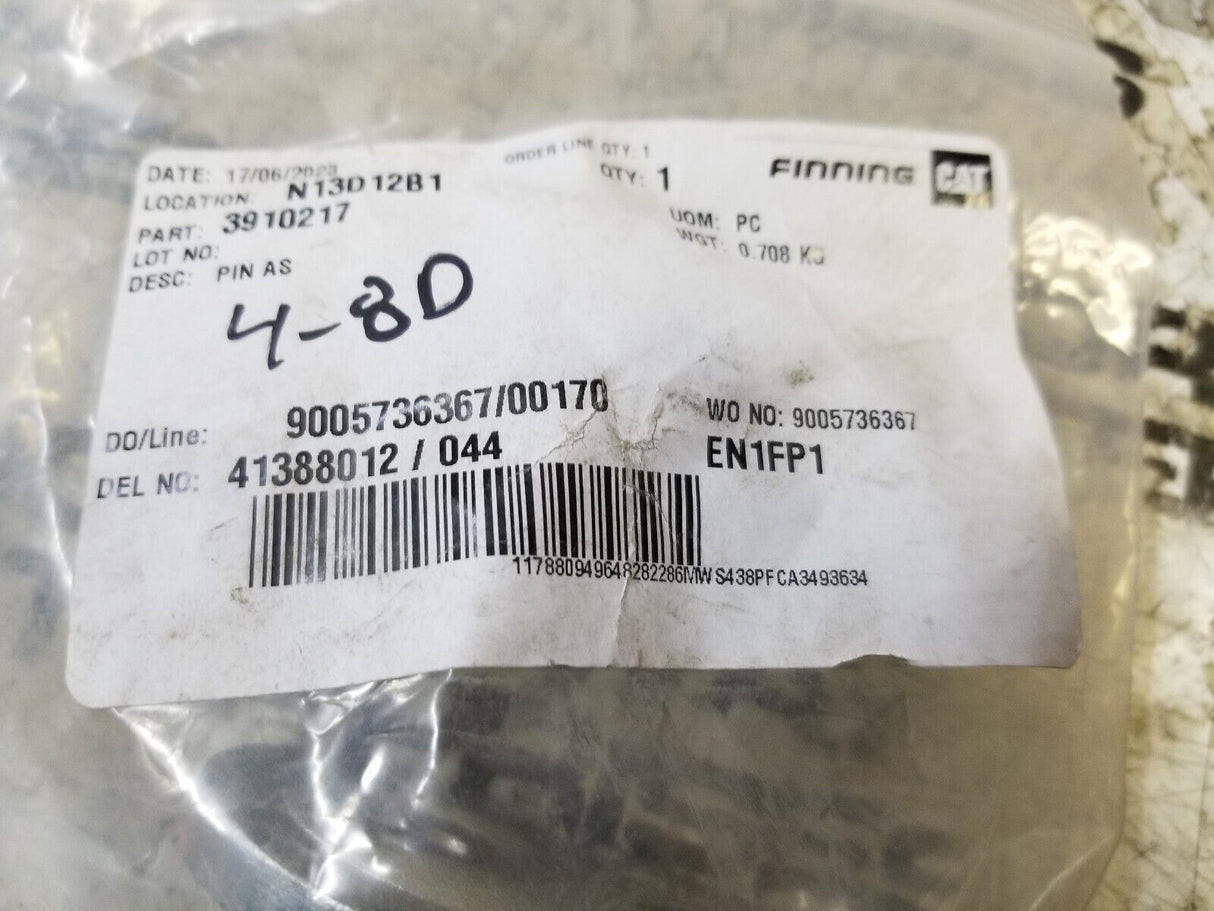 DATE: 17/06/2023
ORDER LINE QTY: 1
LOCATION: N13D12B1
QTY: 1
FINNING CAT
PART: 3910217
UOM: PC
LOT NO:
WGT: 0.708 KG
DESC: PIN AS
4-8D
DO/Line: 9005736367/00170
WO NO: 9005736367
DEL NO: 41388012 / 044
EN1FP1
117880949648282286MWS438PFCA3493634